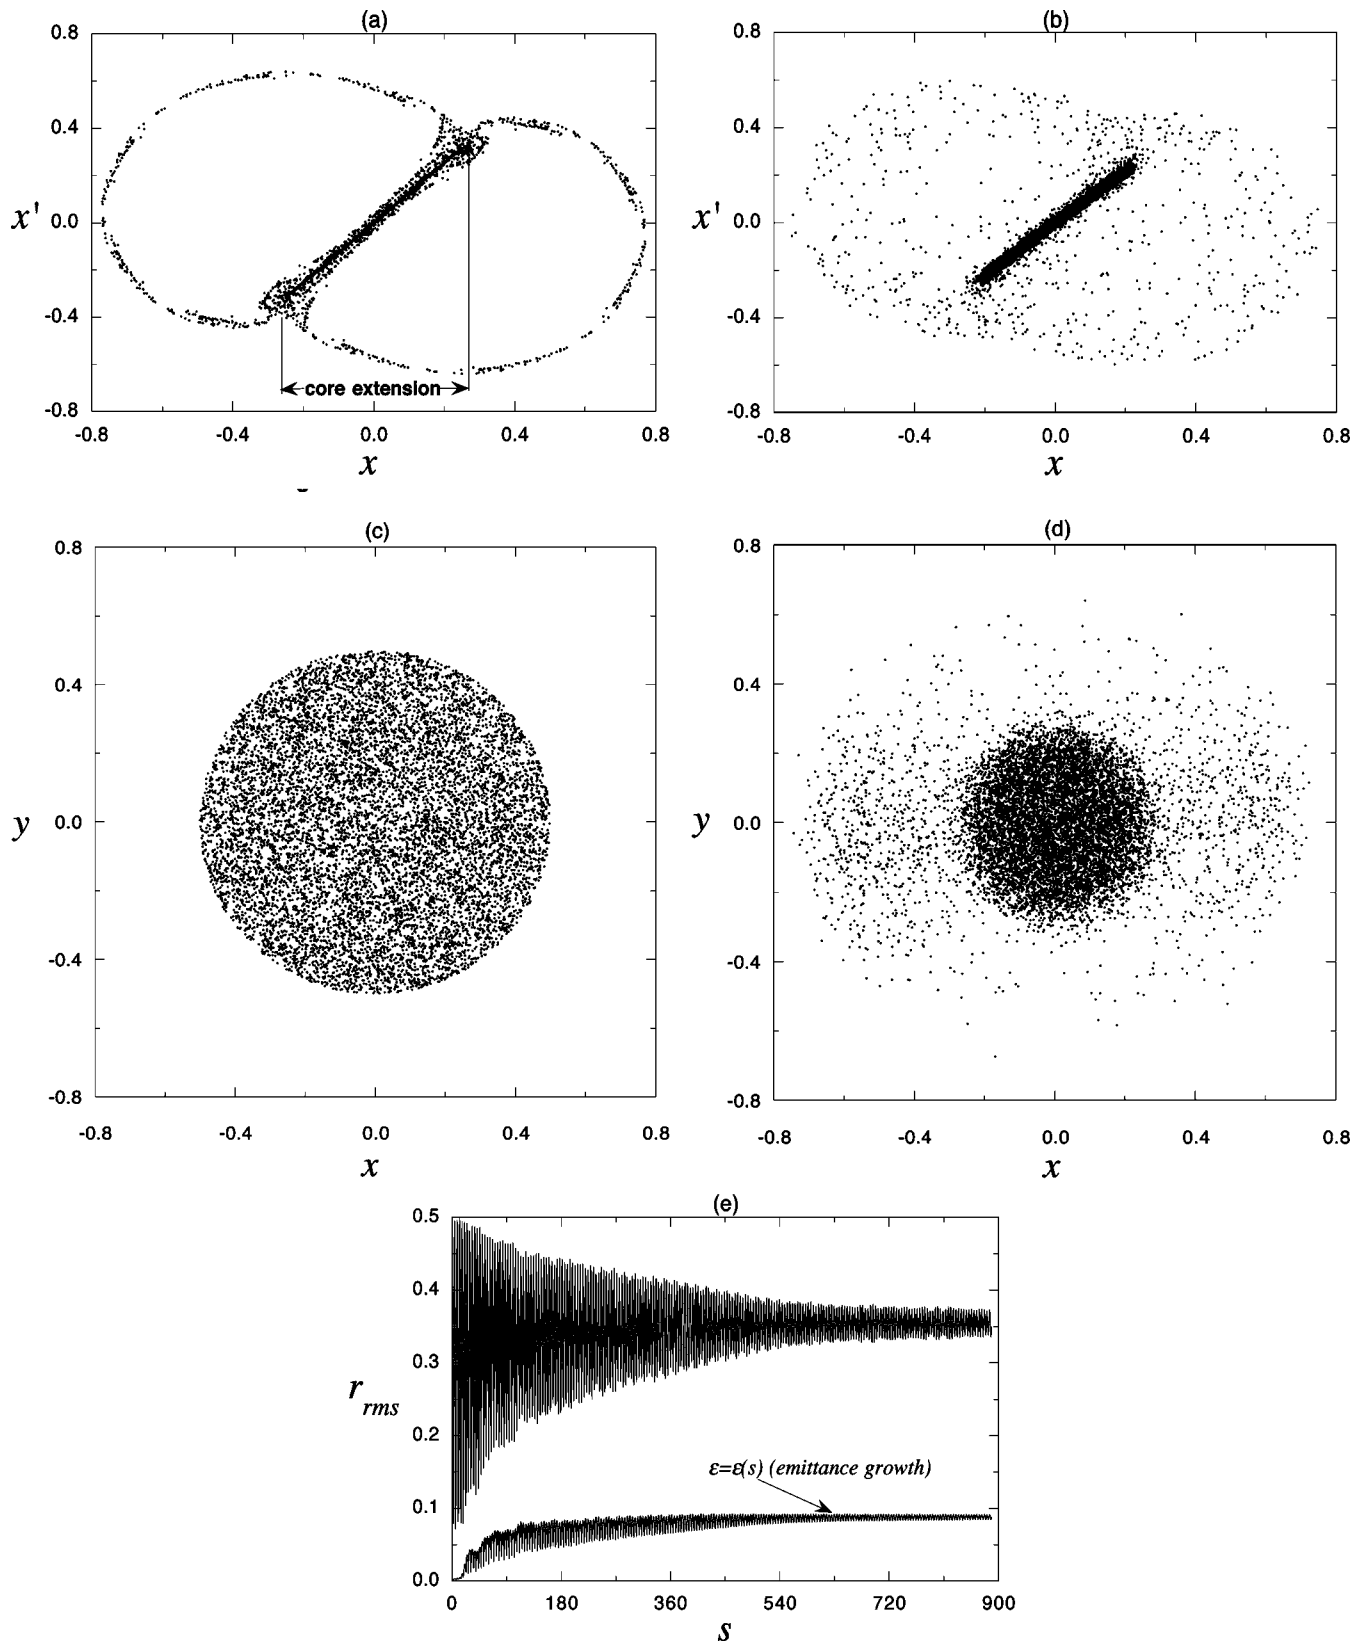 (a)
0.8
0.4
x'
0.0
-0.4
core extension
-0.8
-0.8 -0.4 0.0 0.4 0.8
x
(b)
0.8
0.4
x'
0.0
-0.4
-0.8
-0.8 -0.4 0.0 0.4 0.8
x
(c)
0.8
0.4
y
0.0
-0.4
-0.8
-0.8 -0.4 0.0 0.4 0.8
x
(d)
0.8
0.4
y
0.0
-0.4
-0.8
-0.8 -0.4 0.0 0.4 0.8
x
(e)
0.5
0.4
0.3
r rms
0.2
ε=ε(s) (emittance growth)
0.1
0.0
0 180 360 540 720 900
s